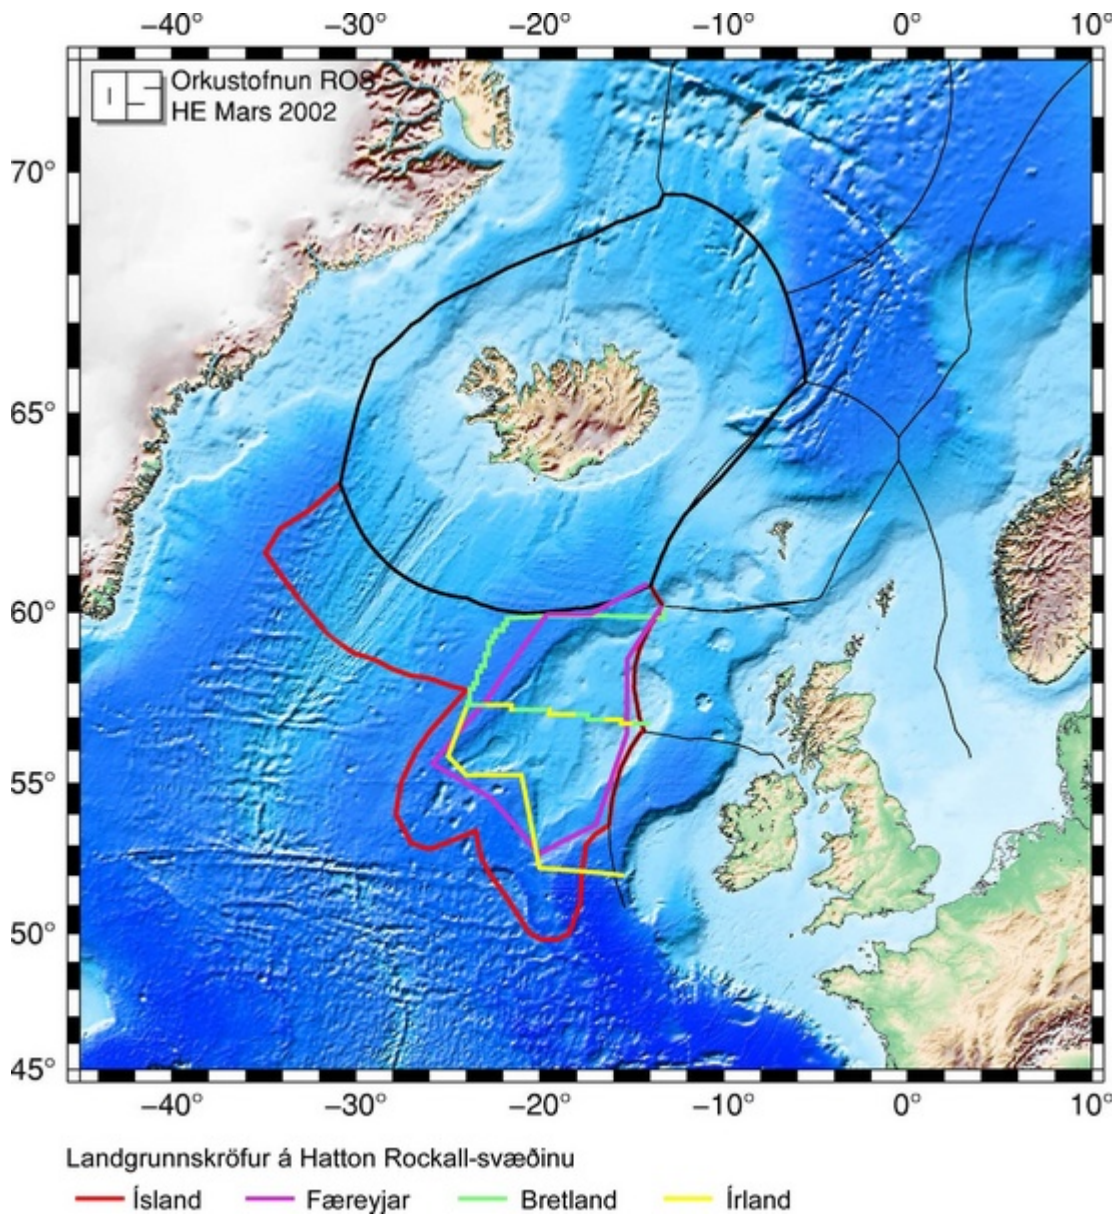 −40° −30° −20° −10° 0° 10°
Orkustofnun ROS
HE Mars 2002
70°
65°
60°
55°
50°
45°
−40° −30° −20° −10° 0° 10°
Landgrunnskröfur á Hatton Rockall-svæðinu
Ísland Færeyjar Bretland Írland